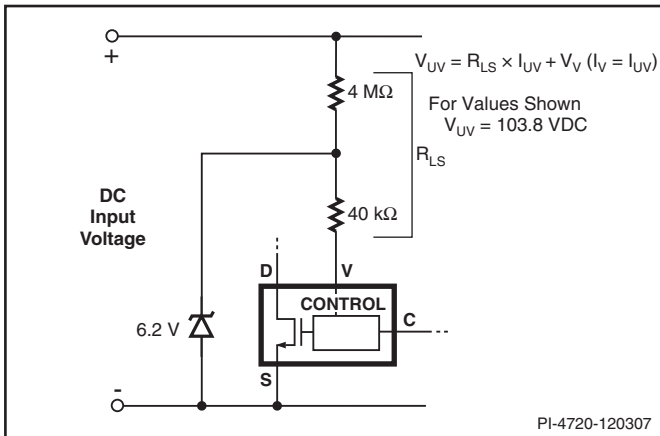 +
V_UV = R_LS × I_UV + V_V (I_V = I_UV)
4 MΩ
For Values Shown
V_UV = 103.8 VDC
R_LS
DC
Input
Voltage
40 kΩ
D
V
CONTROL
C
6.2 V
S
-
PI-4720-120307